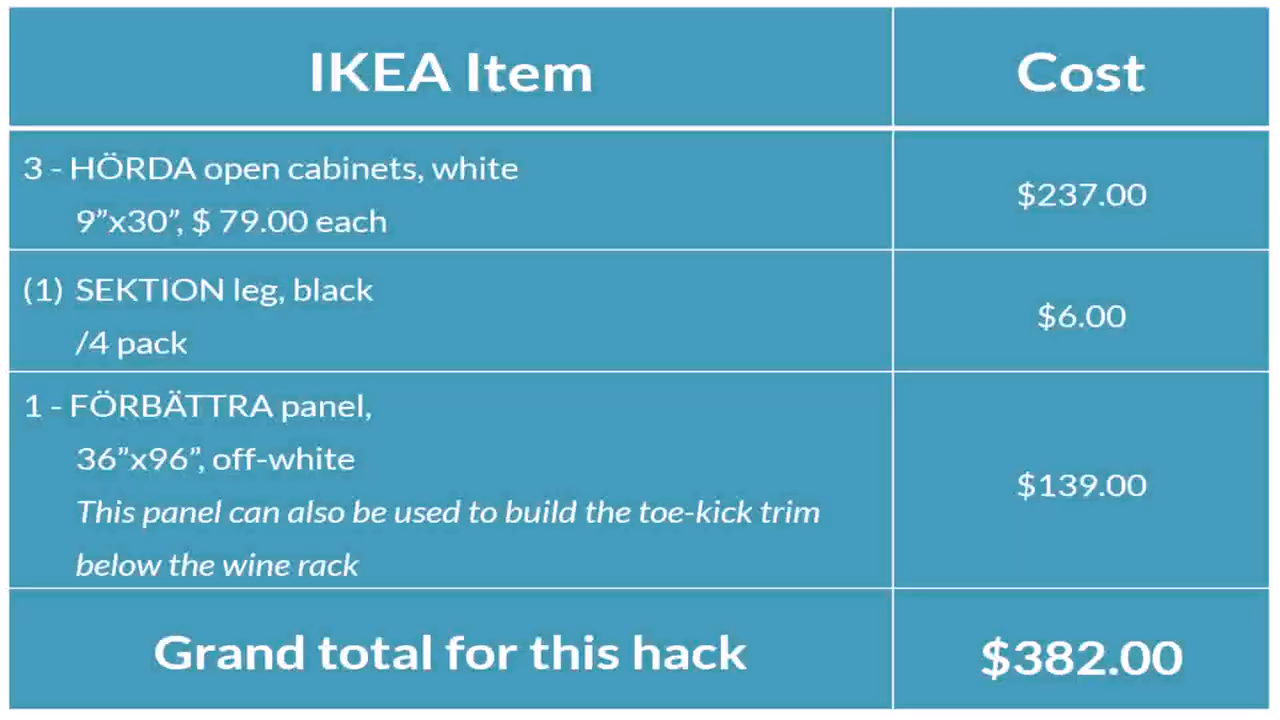 IKEA Item
Cost
3 - HÖRDA open cabinets, white
9”x30”, $ 79.00 each
$237.00
(1) SEKTION leg, black
/4 pack
$6.00
1 - FÖRBÄTTRA panel,
36”x96”, off-white
This panel can also be used to build the toe-kick trim
below the wine rack
$139.00
Grand total for this hack
$382.00